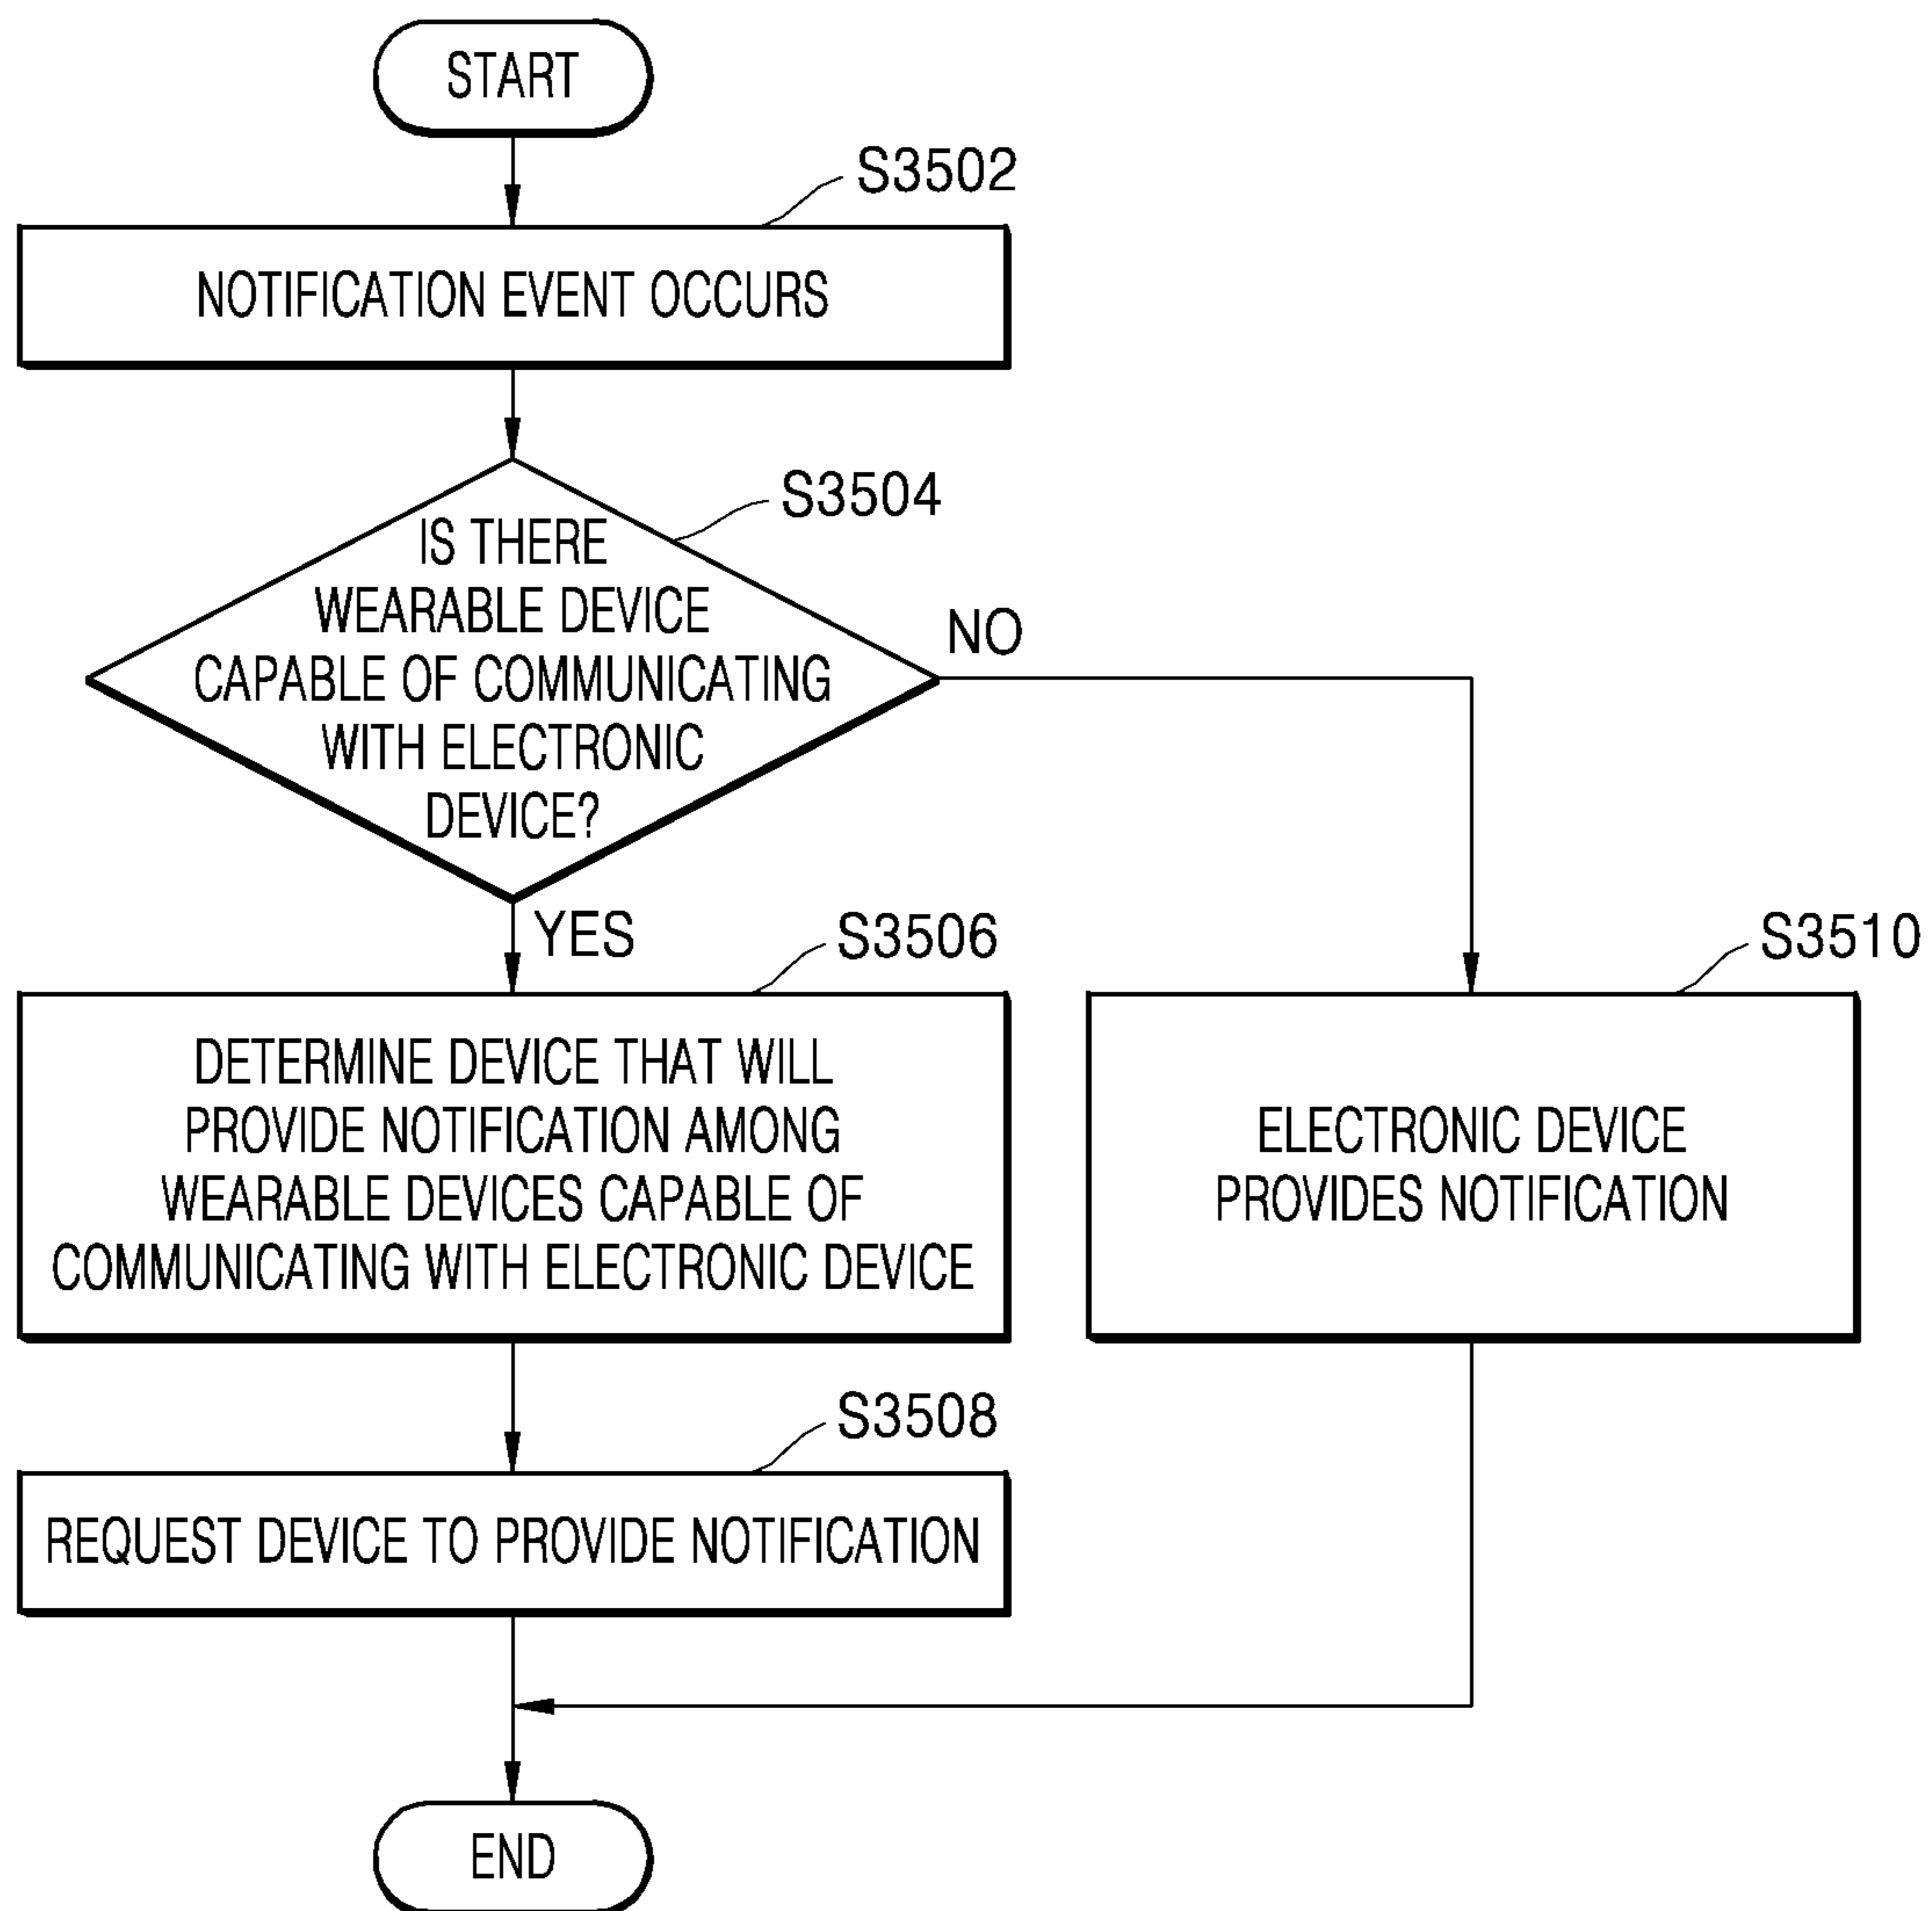 START
S3502
NOTIFICATION EVENT OCCURS
S3504
IS THERE
WEARABLE DEVICE
CAPABLE OF COMMUNICATING
WITH ELECTRONIC
DEVICE?
NO
YES
S3506
DETERMINE DEVICE THAT WILL
PROVIDE NOTIFICATION AMONG
WEARABLE DEVICES CAPABLE OF
COMMUNICATING WITH ELECTRONIC DEVICE
S3510
ELECTRONIC DEVICE
PROVIDES NOTIFICATION
S3508
REQUEST DEVICE TO PROVIDE NOTIFICATION
END